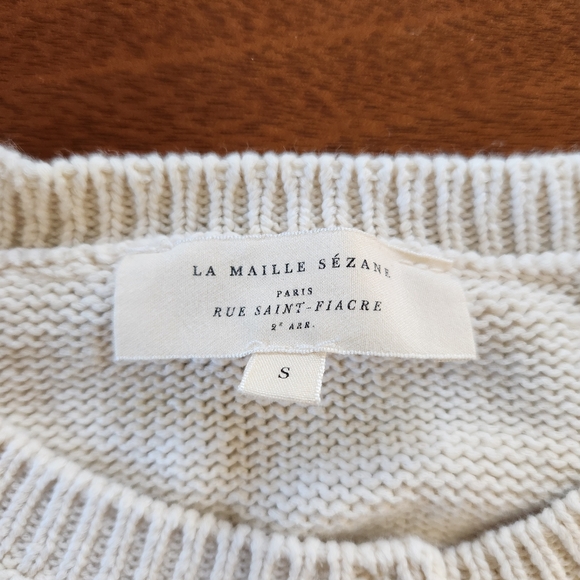 LA MAILLE SÉZANE
PARIS
RUE SAINT-FIACRE
2ᵉ ARR.
S